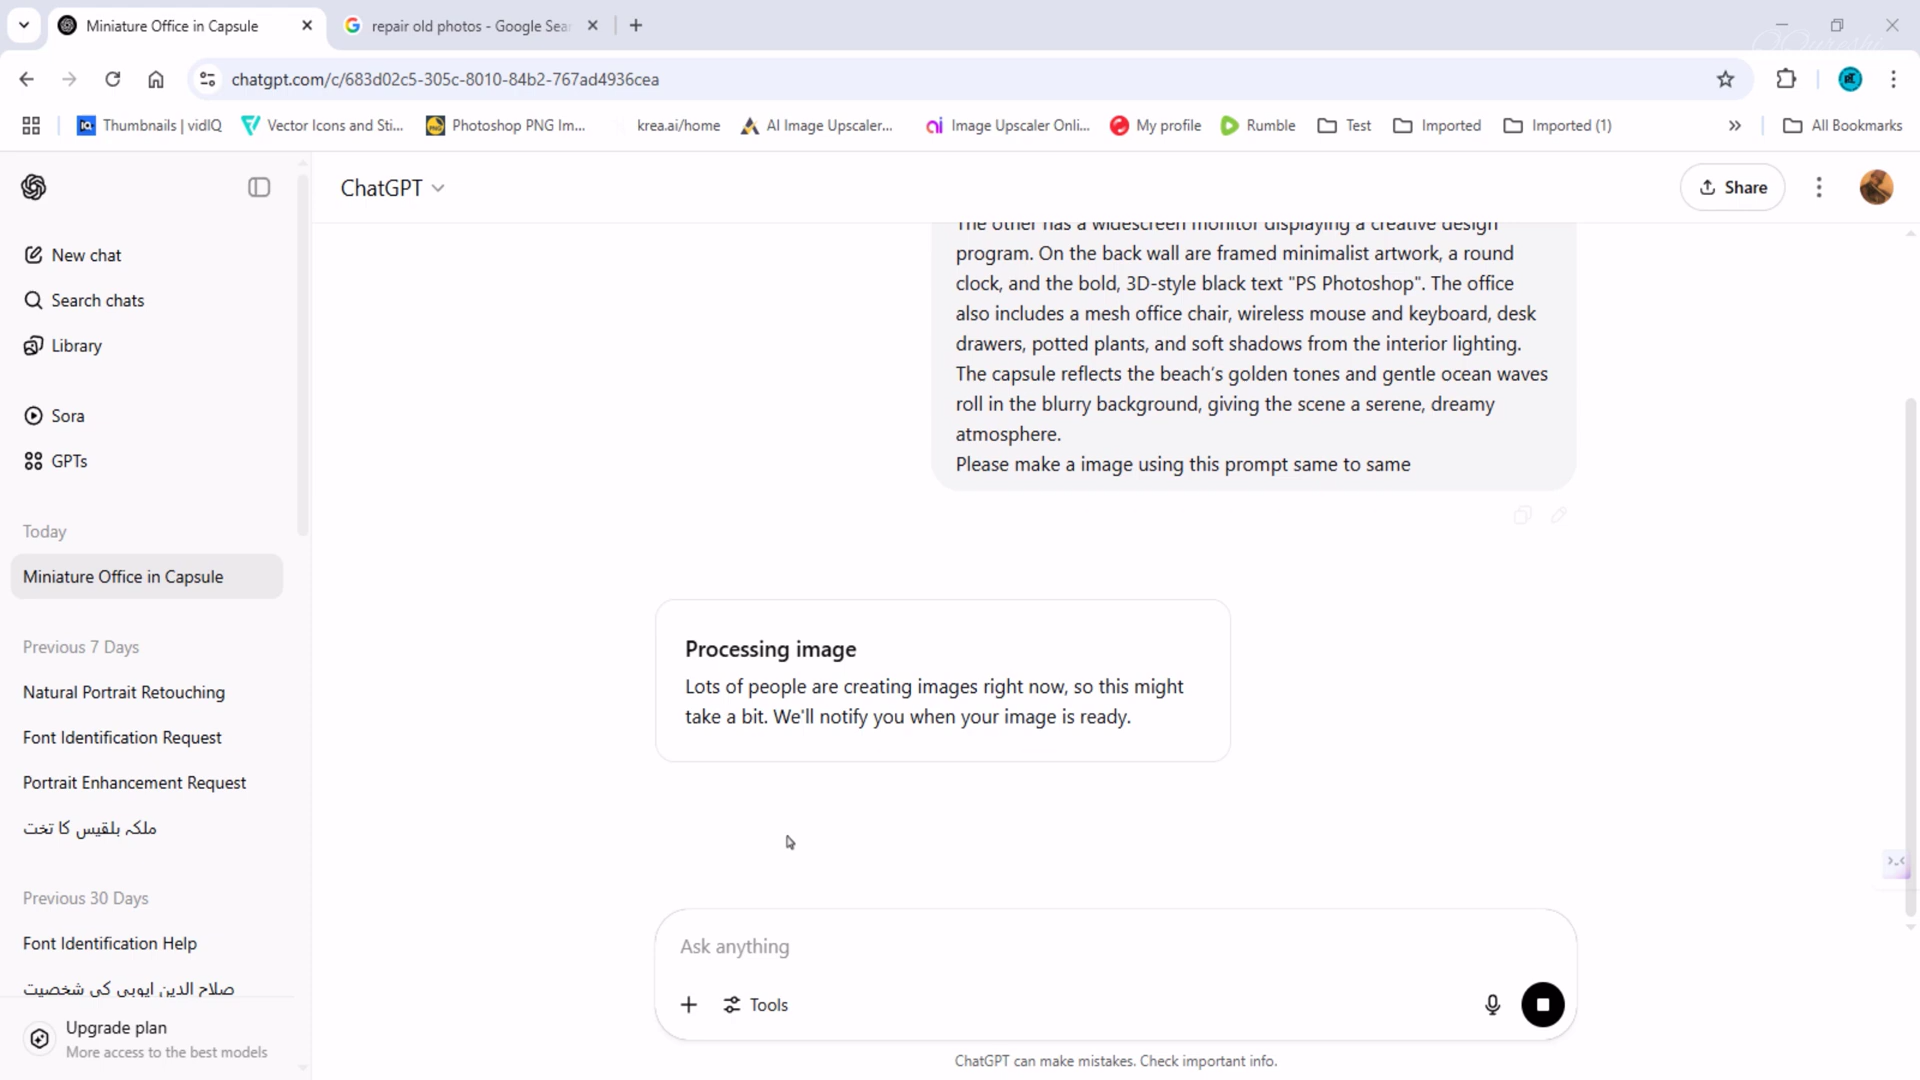 Miniature Office in Capsule
repair old photos - Google Sea
chatgpt.com/c/683d02c5-305c-8010-84b2-767ad4936cea
Thumbnails | vidIQ
Vector Icons and Sti...
Photoshop PNG Im...
krea.ai/home
AI Image Upscaler...
Image Upscaler Onli...
My profile
Rumble
Test
Imported
Imported (1)
All Bookmarks
ChatGPT
Share
New chat
Search chats
Library
Sora
GPTs
Today
Miniature Office in Capsule
Previous 7 Days
Natural Portrait Retouching
Font Identification Request
Portrait Enhancement Request
ملکہ بلقیس کا تخت
Previous 30 Days
Font Identification Help
صلاح الدین ایوبی کی شخصیت
Upgrade plan
More access to the best models
The other has a widescreen monitor displaying a creative design
program. On the back wall are framed minimalist artwork, a round
clock, and the bold, 3D-style black text "PS Photoshop". The office
also includes a mesh office chair, wireless mouse and keyboard, desk
drawers, potted plants, and soft shadows from the interior lighting.
The capsule reflects the beach's golden tones and gentle ocean waves
roll in the blurry background, giving the scene a serene, dreamy
atmosphere.
Please make a image using this prompt same to same
Processing image
Lots of people are creating images right now, so this might
take a bit. We'll notify you when your image is ready.
Ask anything
Tools
ChatGPT can make mistakes. Check important info.